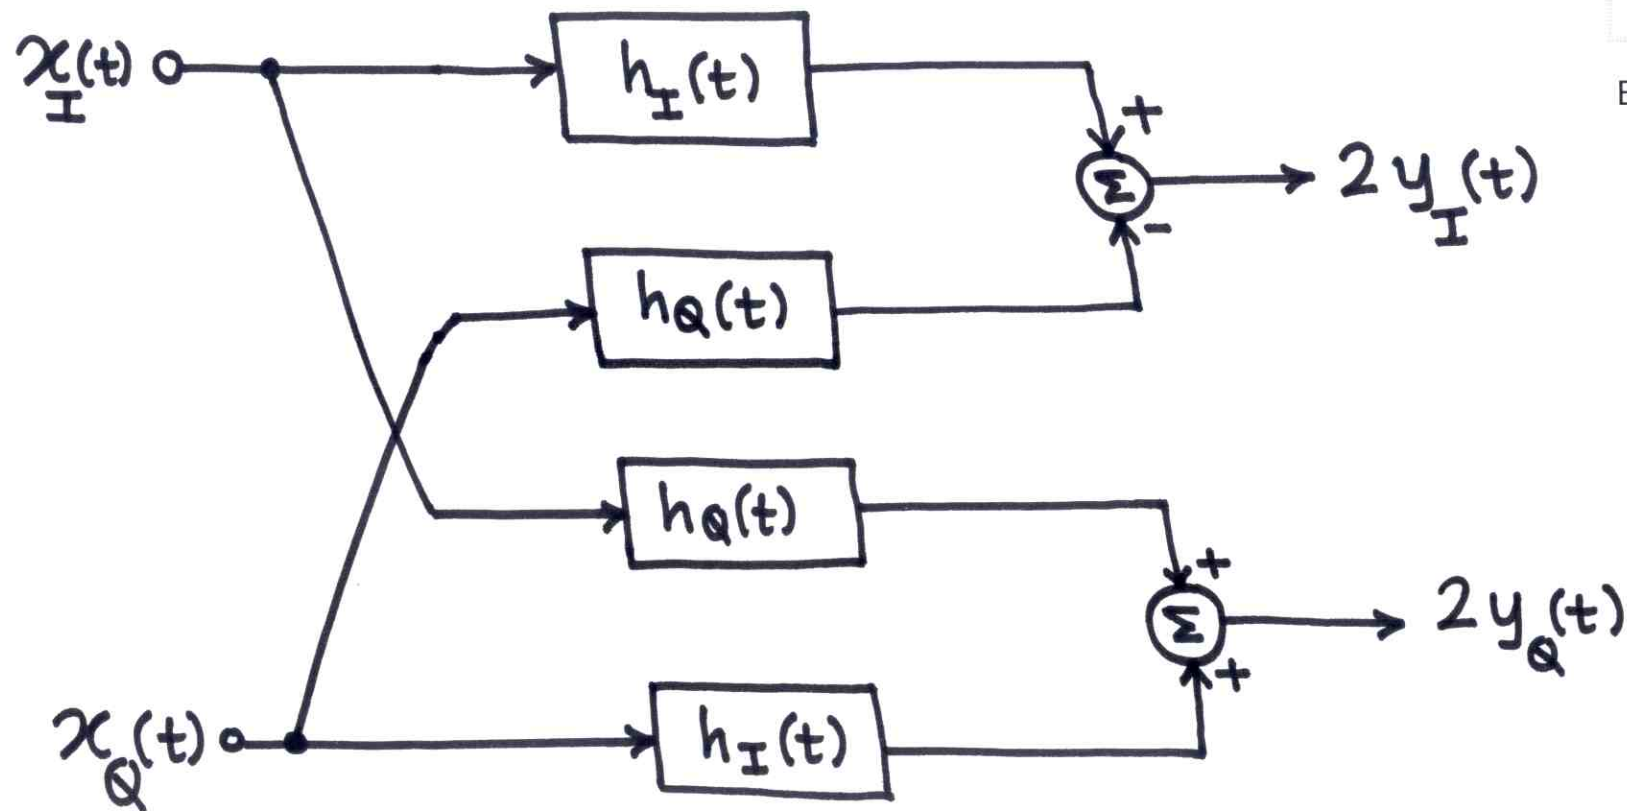 x_I(t)
h_I(t)
+
Σ
2y_I(t)
-
h_Q(t)
h_Q(t)
+
Σ
2y_Q(t)
+
x_Q(t)
h_I(t)